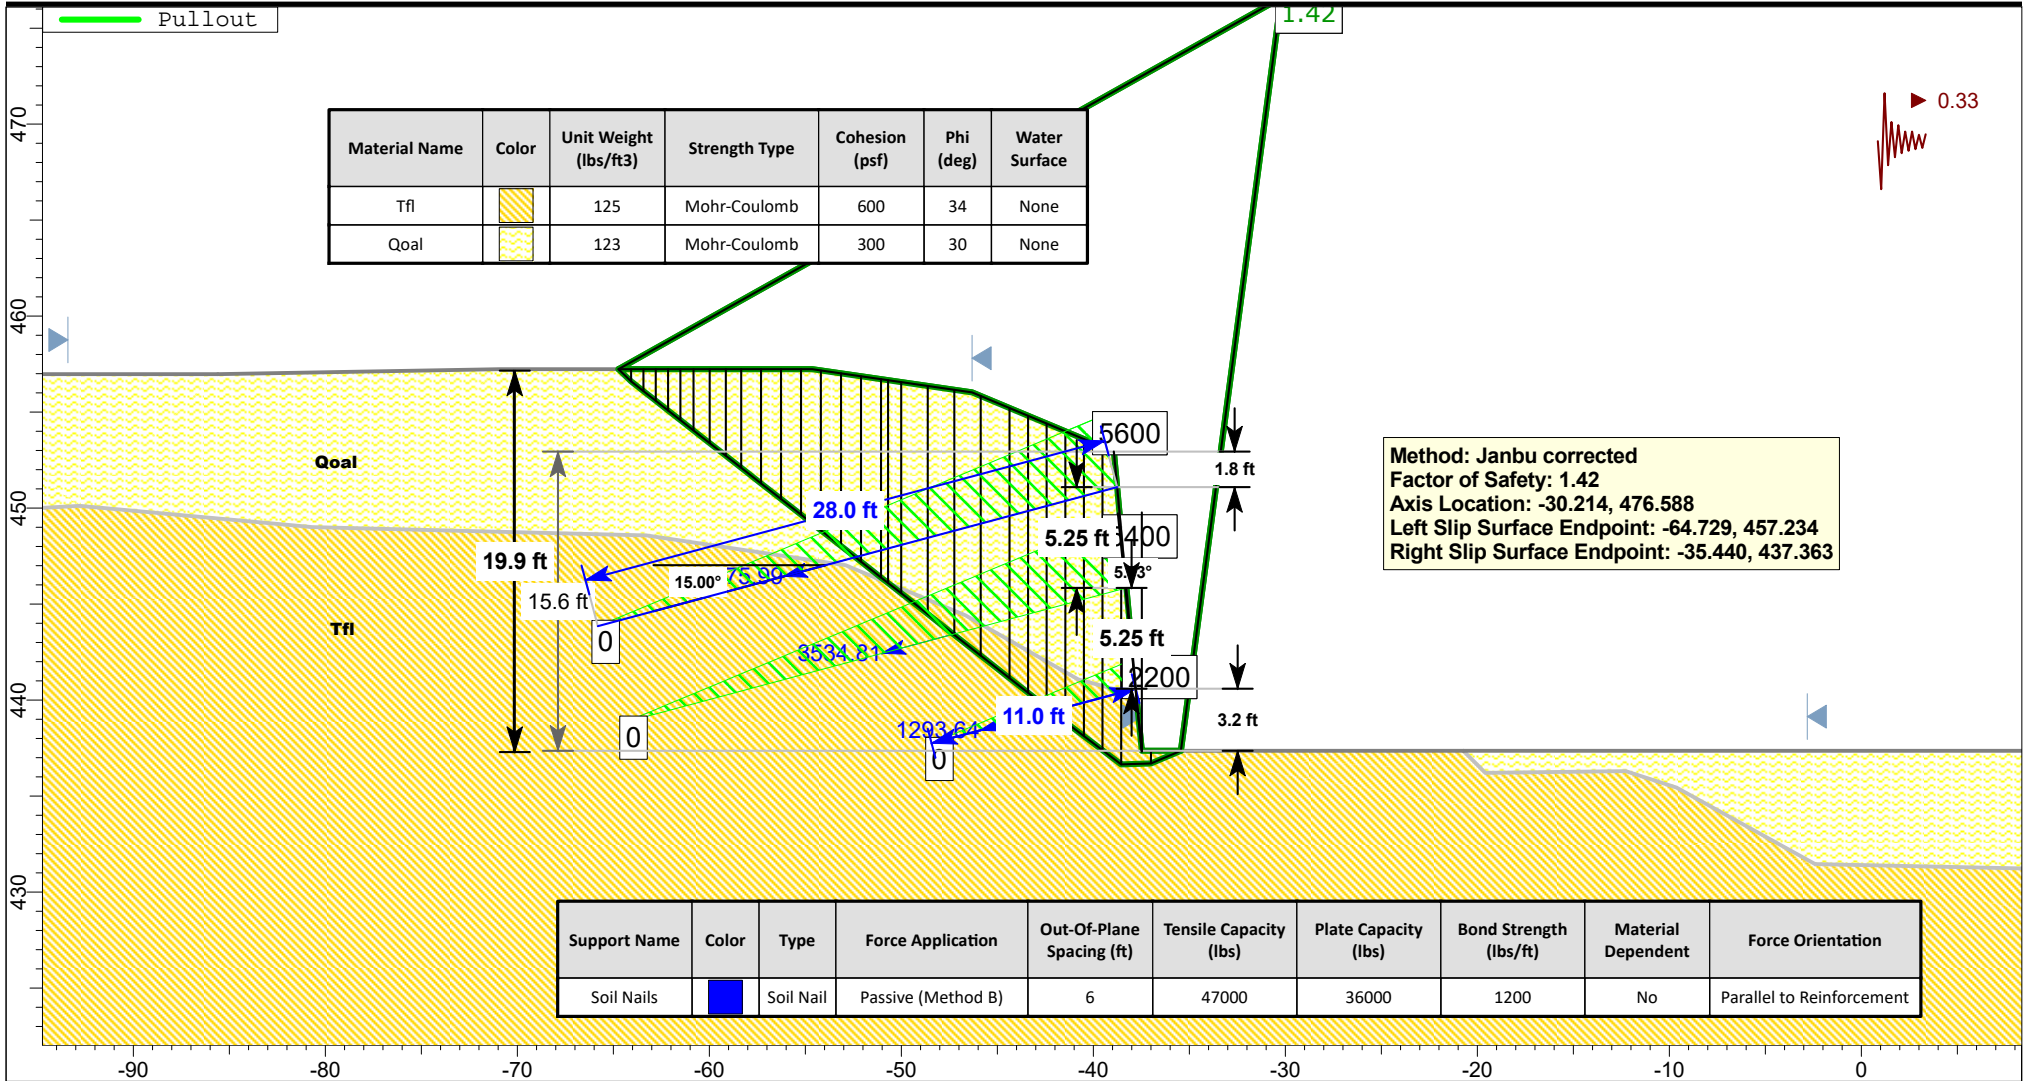 Pullout
1.42
0.33
Material Name Color Unit Weight (lbs/ft3) Strength Type Cohesion (psf) Phi (deg) Water Surface
Tfl 125 Mohr-Coulomb 600 34 None
Qoal 123 Mohr-Coulomb 300 30 None
470
460
450
440
430
5600
1.8 ft
Qoal
28.0 ft
5.25 ft
400
19.9 ft
15.00°
15.6 ft
Tfl
0
5.25 ft
3534.81
2200
11.0 ft
3.2 ft
1293.64
0
0
Method: Janbu corrected
Factor of Safety: 1.42
Axis Location: -30.214, 476.588
Left Slip Surface Endpoint: -64.729, 457.234
Right Slip Surface Endpoint: -35.440, 437.363
Support Name Color Type Force Application Out-Of-Plane Spacing (ft) Tensile Capacity (lbs) Plate Capacity (lbs) Bond Strength (lbs/ft) Material Dependent Force Orientation
Soil Nails Soil Nail Passive (Method B) 6 47000 36000 1200 No Parallel to Reinforcement
-90 -80 -70 -60 -50 -40 -30 -20 -10 0